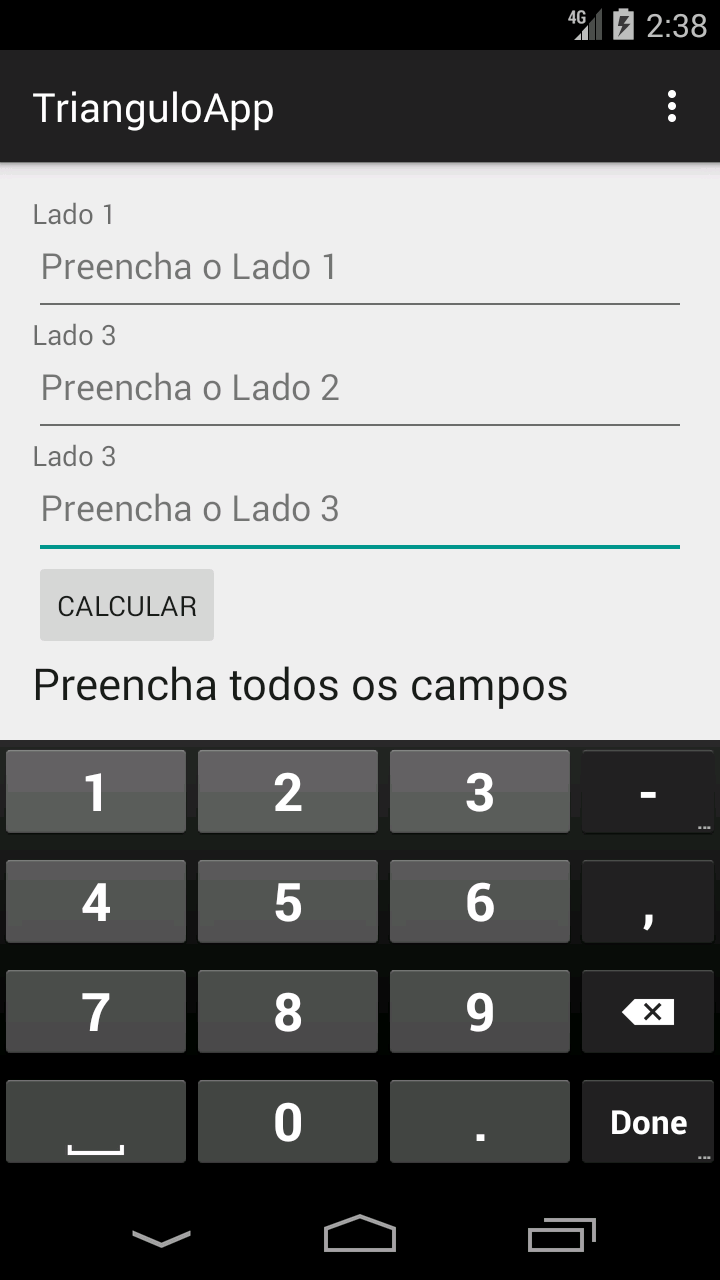 4G 2:38
TrianguloApp
Lado 1
Preencha o Lado 1
Lado 3
Preencha o Lado 2
Lado 3
Preencha o Lado 3
CALCULAR
Preencha todos os campos
1 2 3 -
...
4 5 6 ,
7 8 9
0 . Done
...